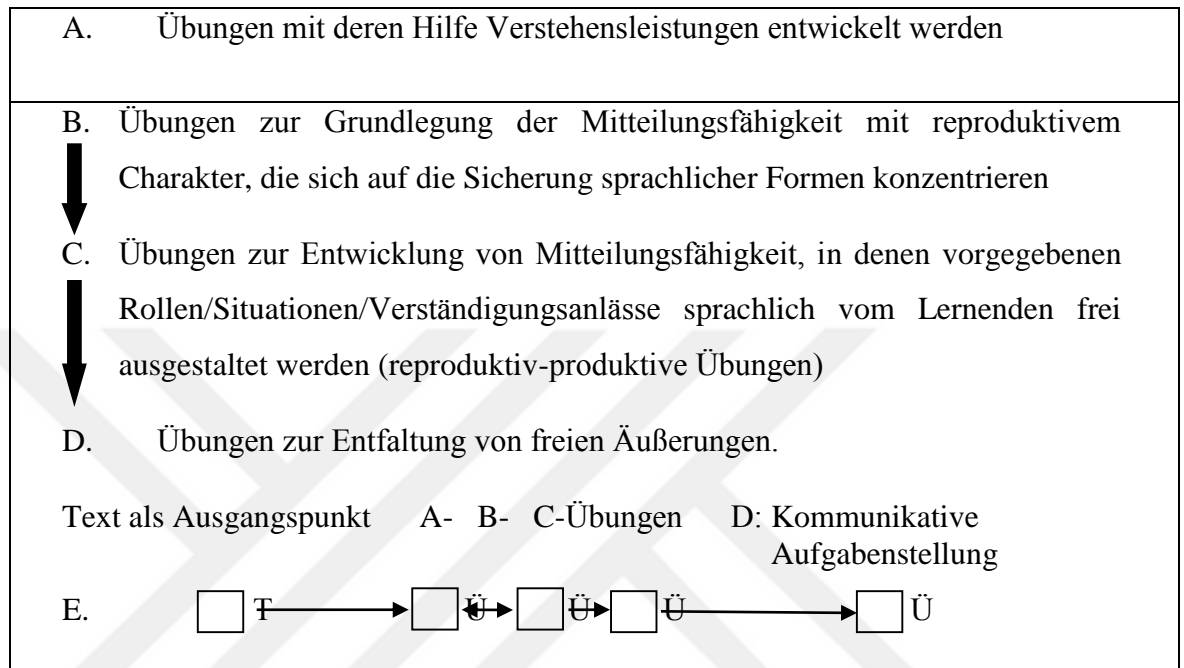 A. Übungen mit deren Hilfe Verstehensleistungen entwickelt werden
B. Übungen zur Grundlegung der Mitteilungsfähigkeit mit reproduktivem
Charakter, die sich auf die Sicherung sprachlicher Formen konzentrieren
C. Übungen zur Entwicklung von Mitteilungsfähigkeit, in denen vorgegebenen
Rollen/Situationen/Verständigungsanlässe sprachlich vom Lernenden frei
ausgestaltet werden (reproduktiv-produktive Übungen)
D. Übungen zur Entfaltung von freien Äußerungen.
Text als Ausgangspunkt A- B- C-Übungen D: Kommunikative
Aufgabenstellung
E. T Ü Ü Ü Ü